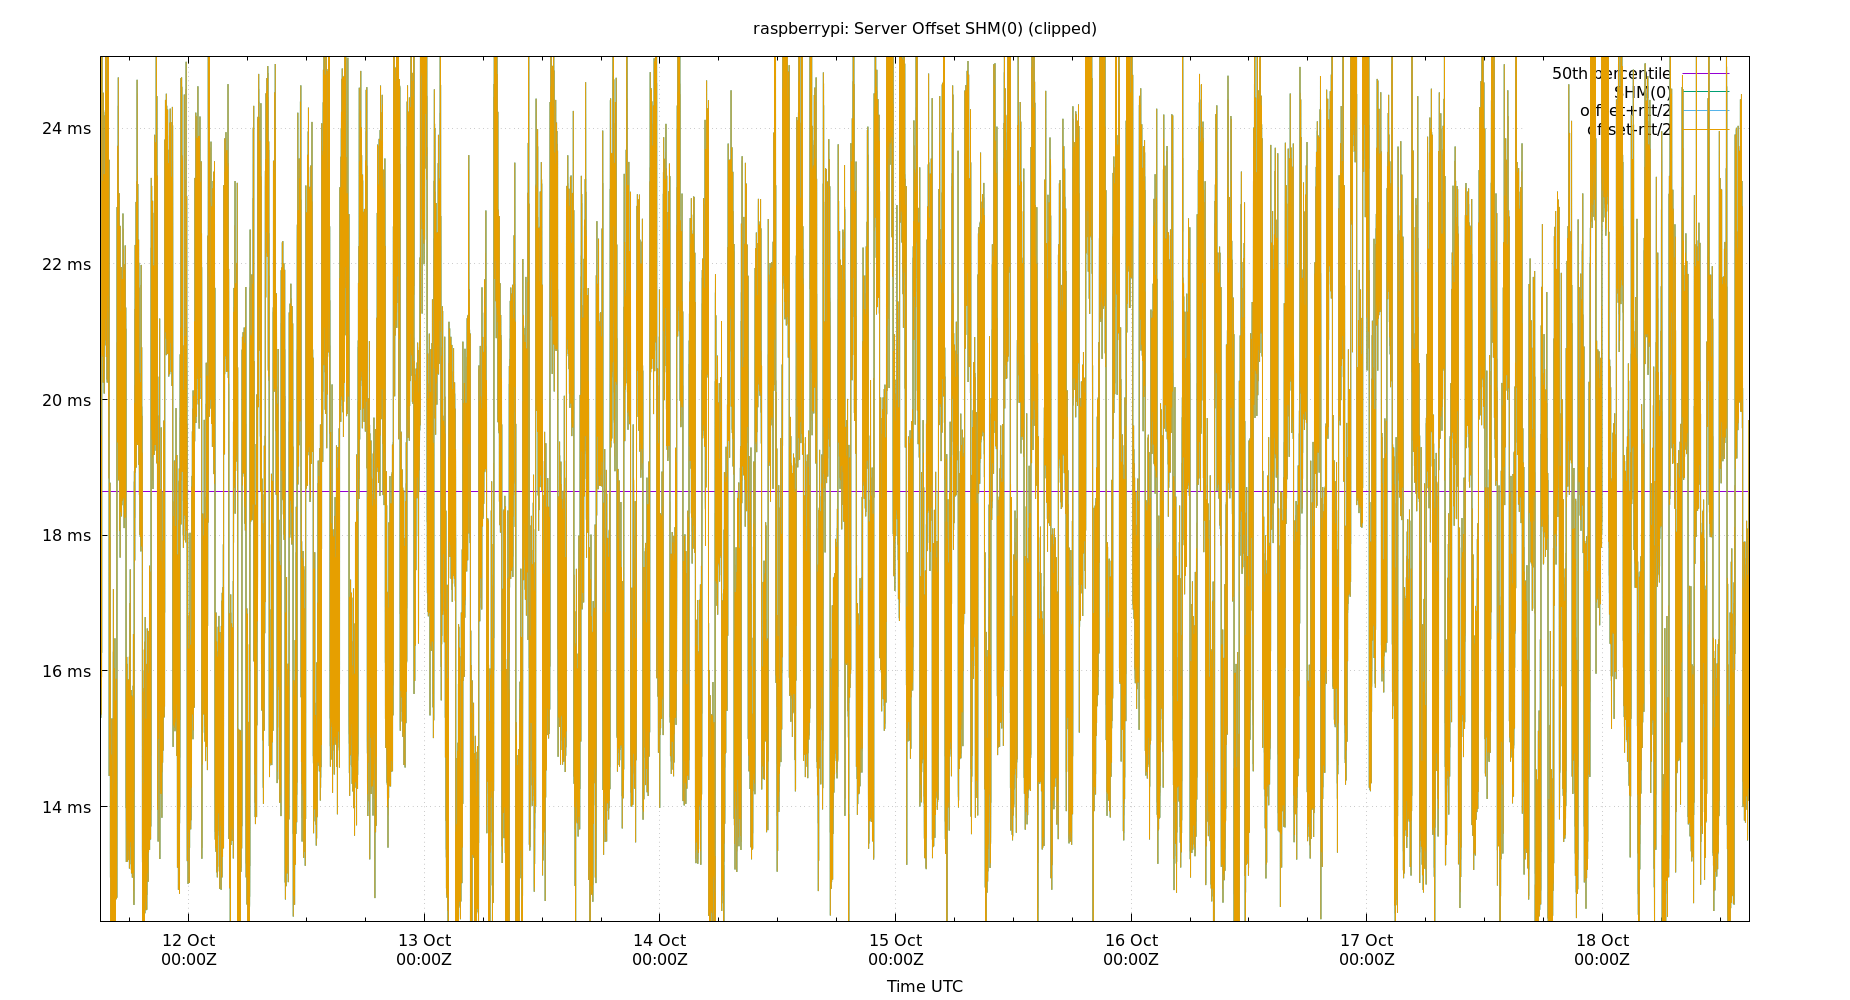 raspberrypi: Server Offset SHM(0) (clipped)
50th percentile
SHM(0)
offset+rtt/2
offset-rtt/2
24 ms
22 ms
20 ms
18 ms
16 ms
14 ms
12 Oct
00:00Z
13 Oct
00:00Z
14 Oct
00:00Z
15 Oct
00:00Z
16 Oct
00:00Z
17 Oct
00:00Z
18 Oct
00:00Z
Time UTC